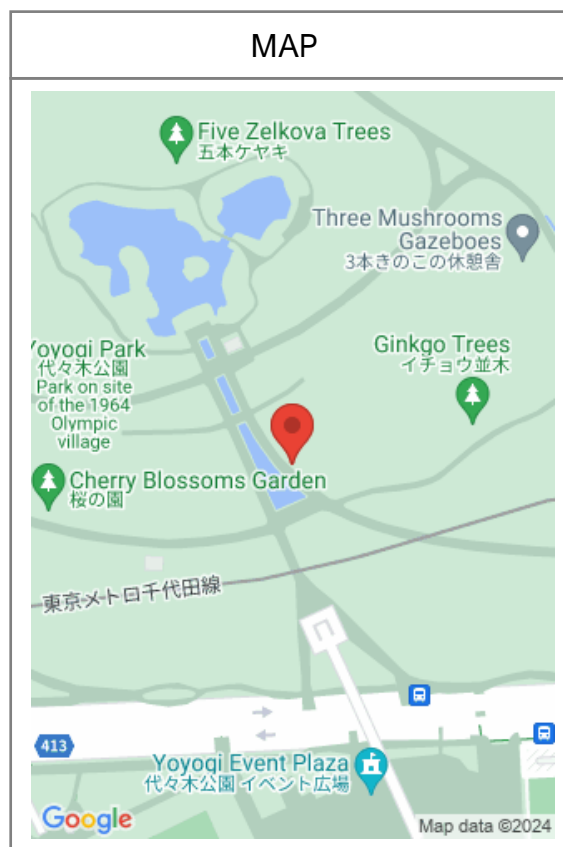 MAP
Five Zelkova Trees
五本ケヤキ
Three Mushrooms
Gazeboes
3本きのこの休憩舎
Yoyogi Park
代々木公園
Park on site
of the 1964
Olympic
village
Ginkgo Trees
イチョウ並木
Cherry Blossoms Garden
桜の園
東京メトロ千代田線
413
Yoyogi Event Plaza
代々木公園 イベント広場
Google
Map data ©2024